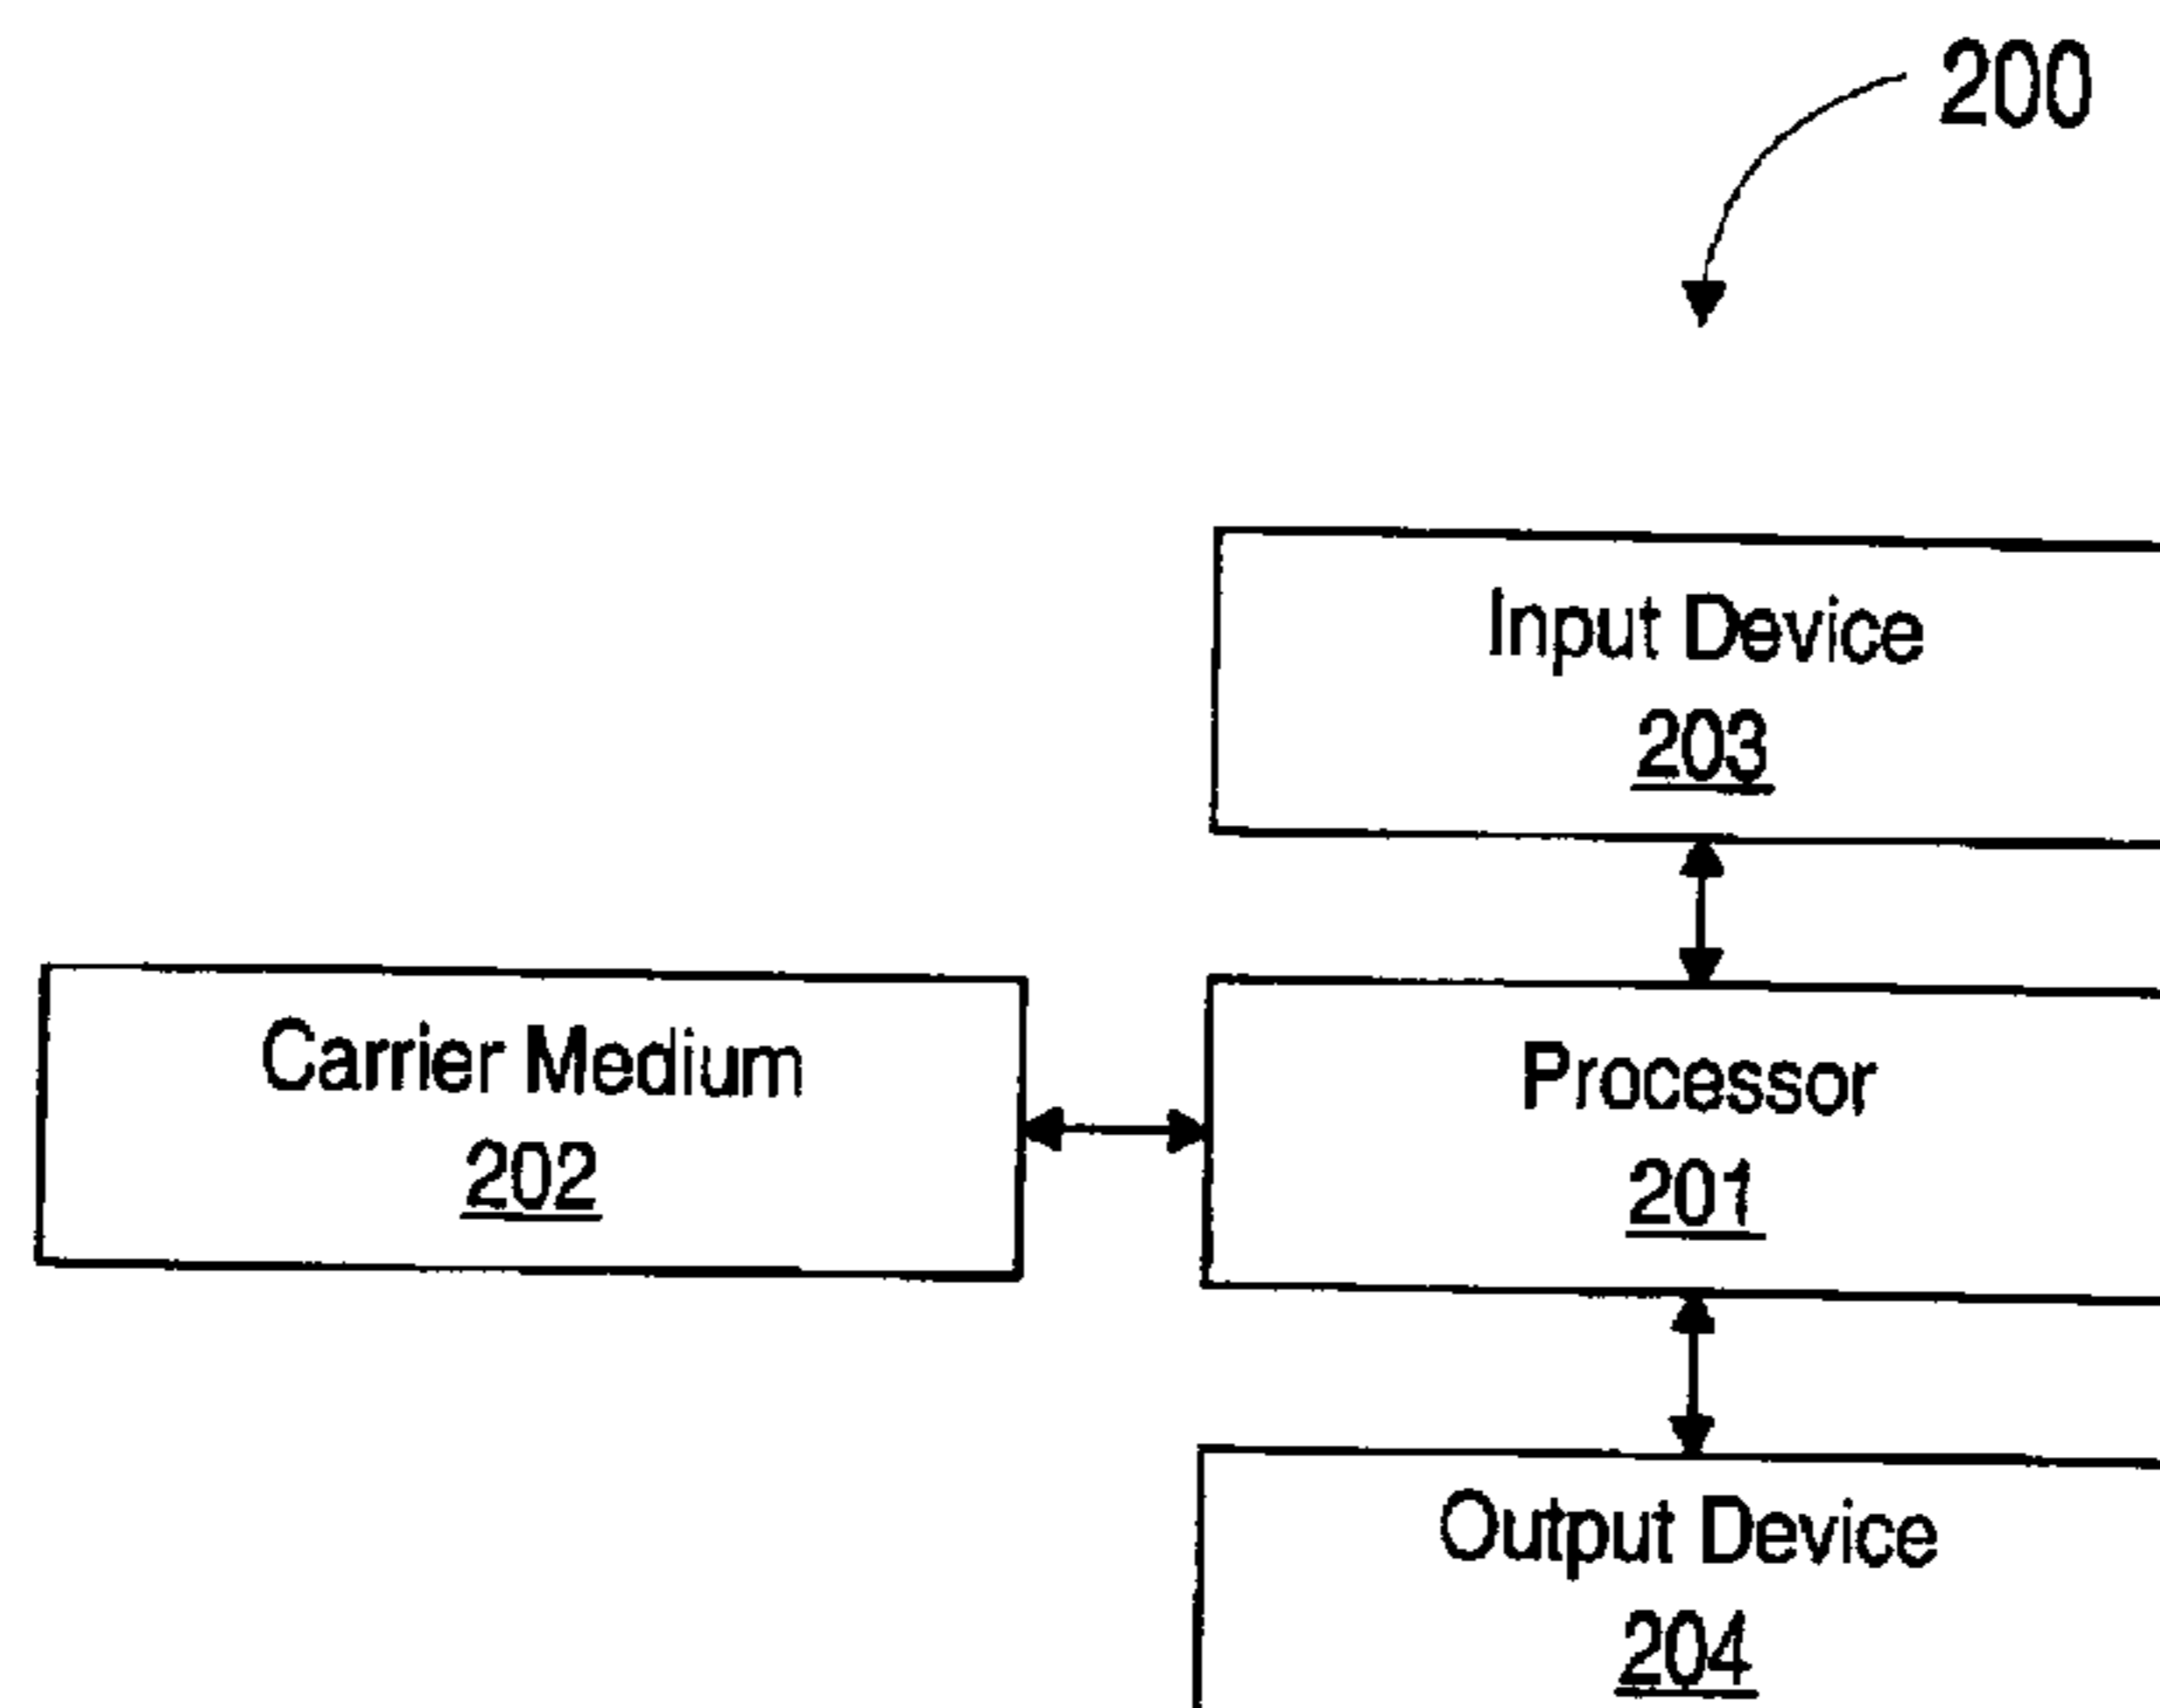 200
Input Device
203
Carrier Medium
202
Processor
201
Output Device
204